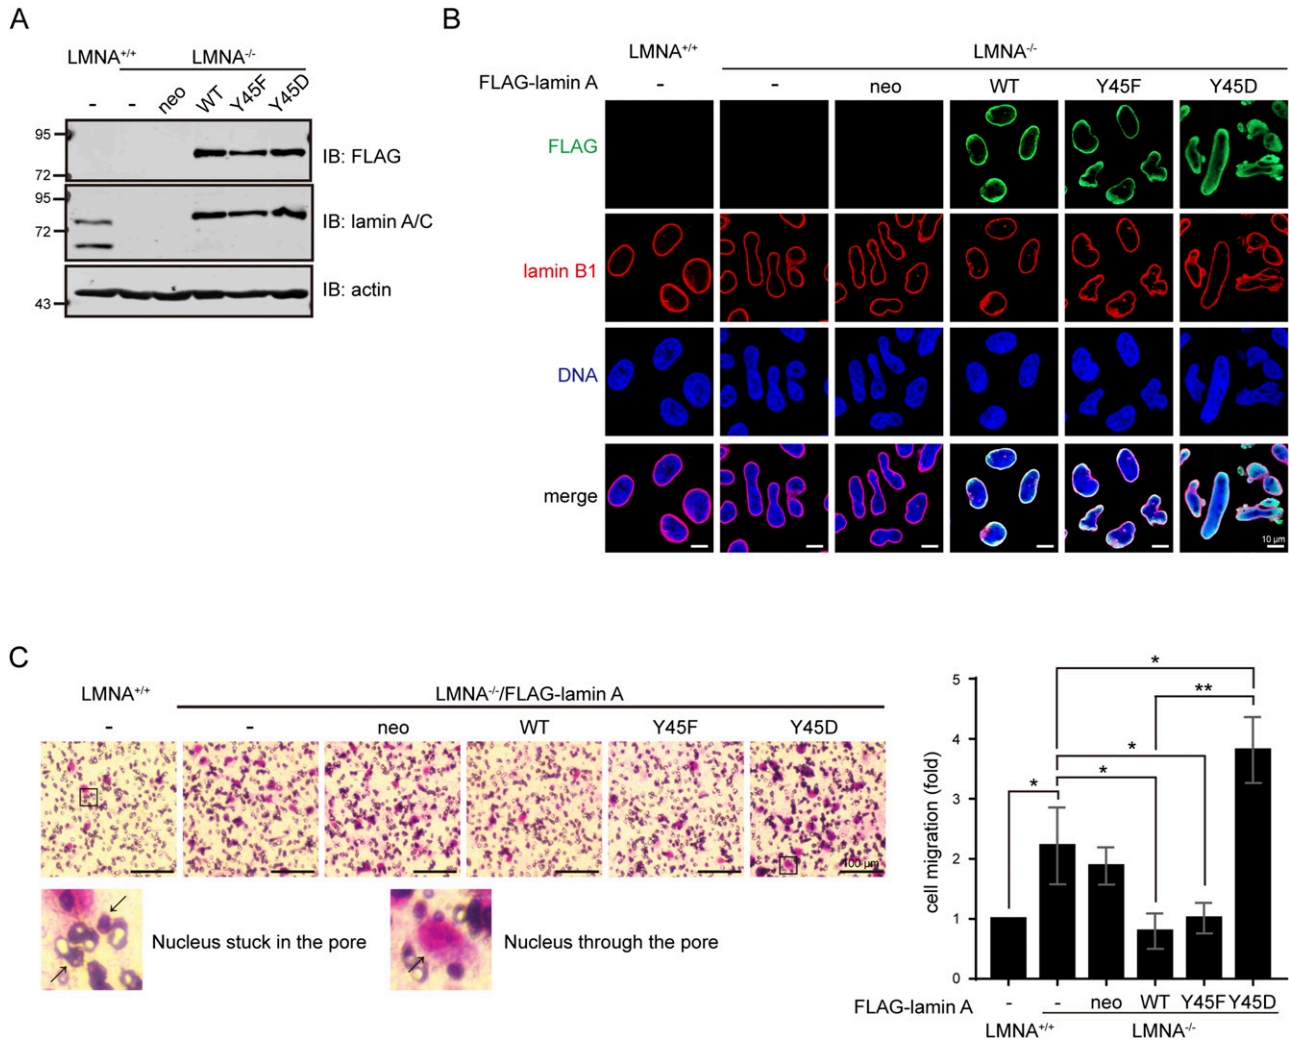 A
LMNA+/+ LMNA-/-
- - neo WT Y45F Y45D
95
72
IB: FLAG
95
72
IB: lamin A/C
43
IB: actin
B
LMNA+/+ LMNA-/-
FLAG-lamin A - - neo WT Y45F Y45D
FLAG
lamin B1
DNA
merge
10 µm
C
LMNA+/+ LMNA-/-/FLAG-lamin A
- - neo WT Y45F Y45D
100 µm
Nucleus stuck in the pore
Nucleus through the pore
cell migration (fold)
5
4
3
2
1
0
*
**
*
*
*
FLAG-lamin A - - neo WT Y45F Y45D
LMNA+/+ LMNA-/-